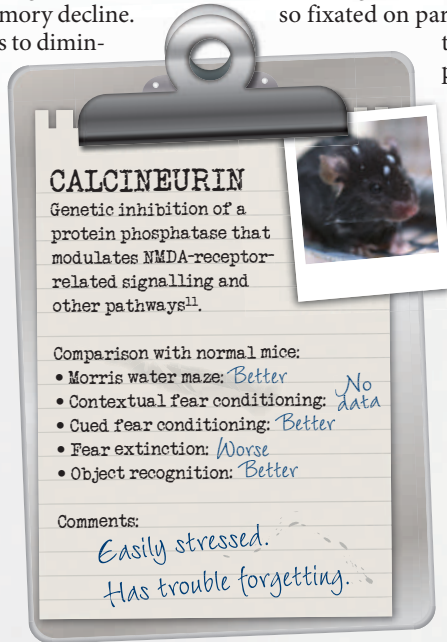 mory decline.
s to dimin-
so fixated on par
t
p
CALCINEURIN
Genetic inhibition of a
protein phosphatase that
modulates NMDA-receptor-
related signalling and
other pathways¹¹.
Comparison with normal mice:
• Morris water maze: Better
• Contextual fear conditioning: No data
• Cued fear conditioning: Better
• Fear extinction: Worse
• Object recognition: Better
Comments:
Easily stressed.
Has trouble forgetting.